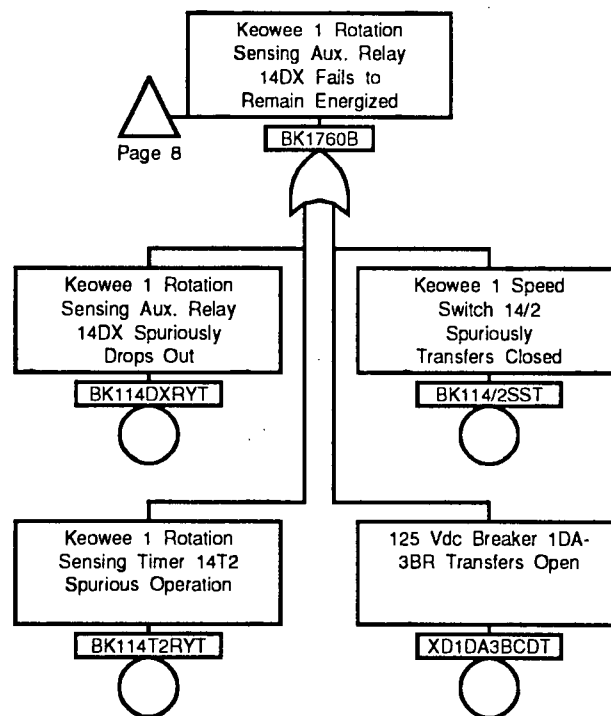 Keowee 1 Rotation
Sensing Aux. Relay
14DX Fails to
Remain Energized
Page 8
BK1760B
Keowee 1 Rotation
Sensing Aux. Relay
14DX Spuriously
Drops Out
BK114DXRYT
Keowee 1 Speed
Switch 14/2
Spuriously
Transfers Closed
BK114/2SST
Keowee 1 Rotation
Sensing Timer 14T2
Spurious Operation
BK114T2RYT
125 Vdc Breaker 1DA-
3BR Transfers Open
XD1DA3BCDT